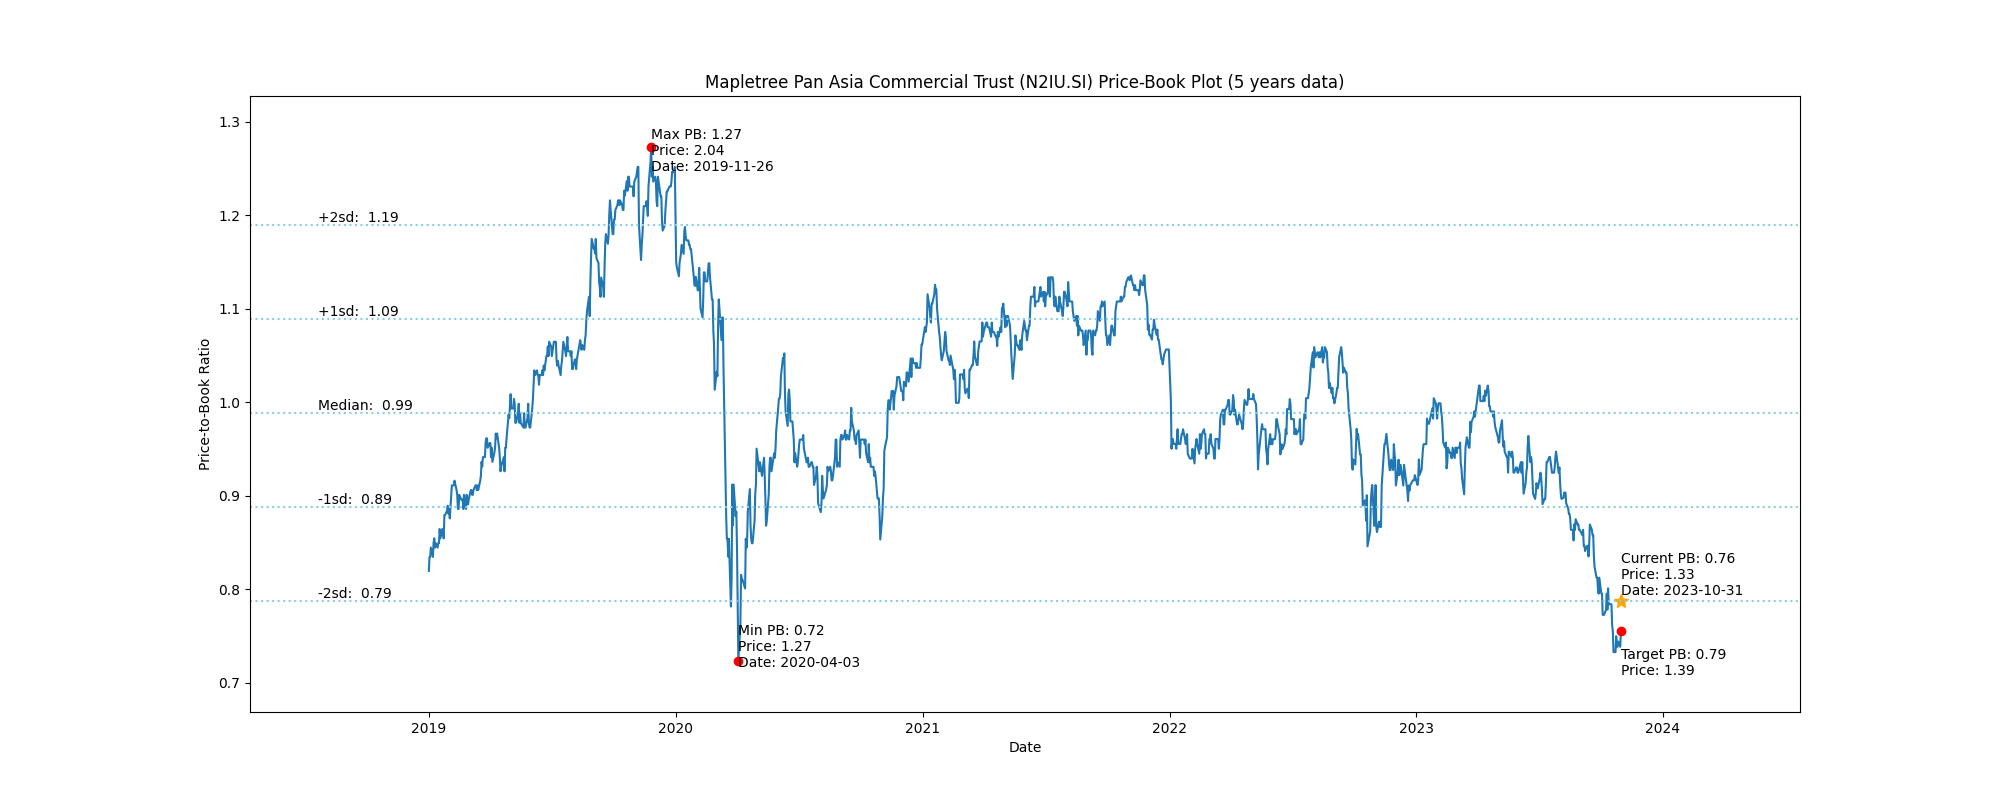 Mapletree Pan Asia Commercial Trust (N2IU.SI) Price-Book Plot (5 years data)
Price-to-Book Ratio
1.3
1.2
1.1
1.0
0.9
0.8
0.7
Max PB: 1.27
Price: 2.04
Date: 2019-11-26
+2sd:  1.19
+1sd:  1.09
Median:  0.99
-1sd:  0.89
-2sd:  0.79
Current PB: 0.76
Price: 1.33
Date: 2023-10-31
Min PB: 0.72
Price: 1.27
Date: 2020-04-03
Target PB: 0.79
Price: 1.39
2019
2020
2021
2022
2023
2024
Date